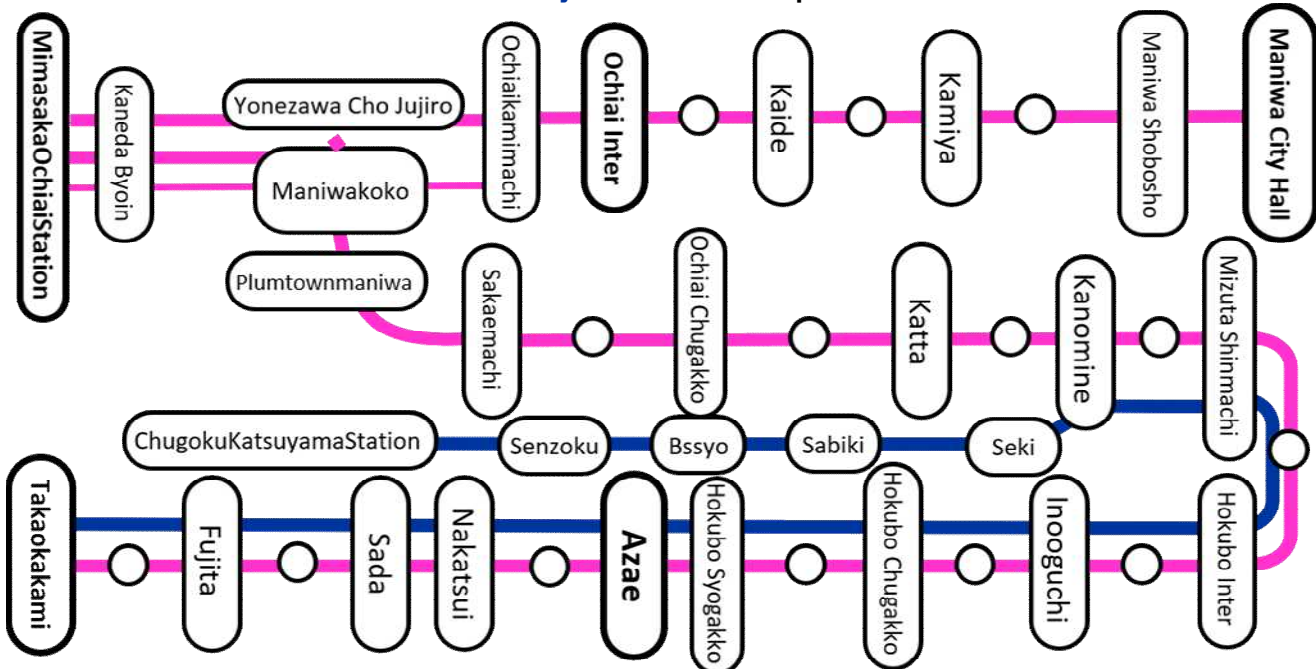 MimasakaOchiaiStation
Kaneda Byoin
Yonezawa Cho Jujiro
Maniwakoko
Plumtownmaniwa
Ochiaikamimachi
Ochiai Inter
Kaide
Kamiya
Maniwa Shobosho
Maniwa City Hall
Sakaemachi
Ochiai Chugakko
Katta
Kanomine
Mizuta Shinmachi
ChugokuKatsuyamaStation
Senzoku
Bssyo
Sabiki
Seki
Takaokakami
Fujita
Sada
Nakatsui
Azae
Hokubo Syogakko
Hokubo Chugakko
Inooguchi
Hokubo Inter